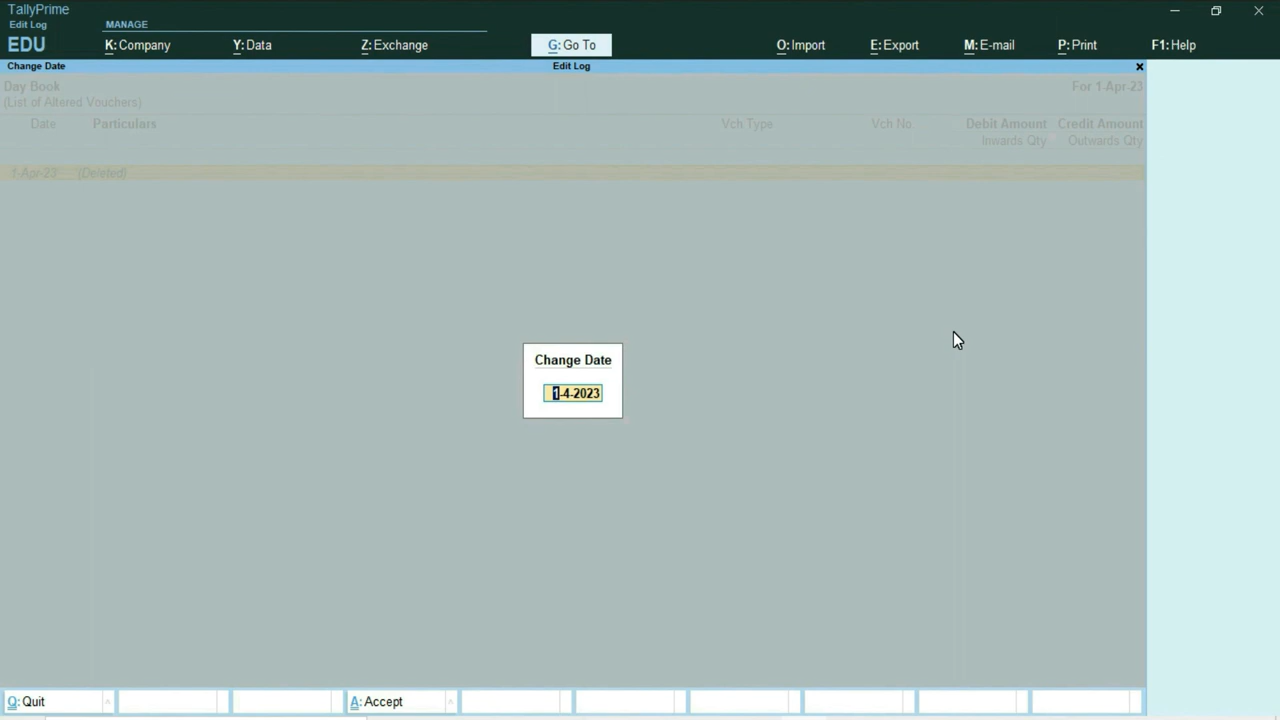 TallyPrime
Edit Log
MANAGE
EDU
K: Company
Y: Data
Z: Exchange
G: Go To
O: Import
E: Export
M: E-mail
P: Print
F1: Help
Change Date
Edit Log
Day Book
For 1-Apr-23
(List of Altered Vouchers)
Date
Particulars
Vch Type
Vch No.
Debit Amount
Credit Amount
Inwards Qty
Outwards Qty
1-Apr-23 (Deleted)
Change Date
1-4-2023
Q: Quit
A: Accept